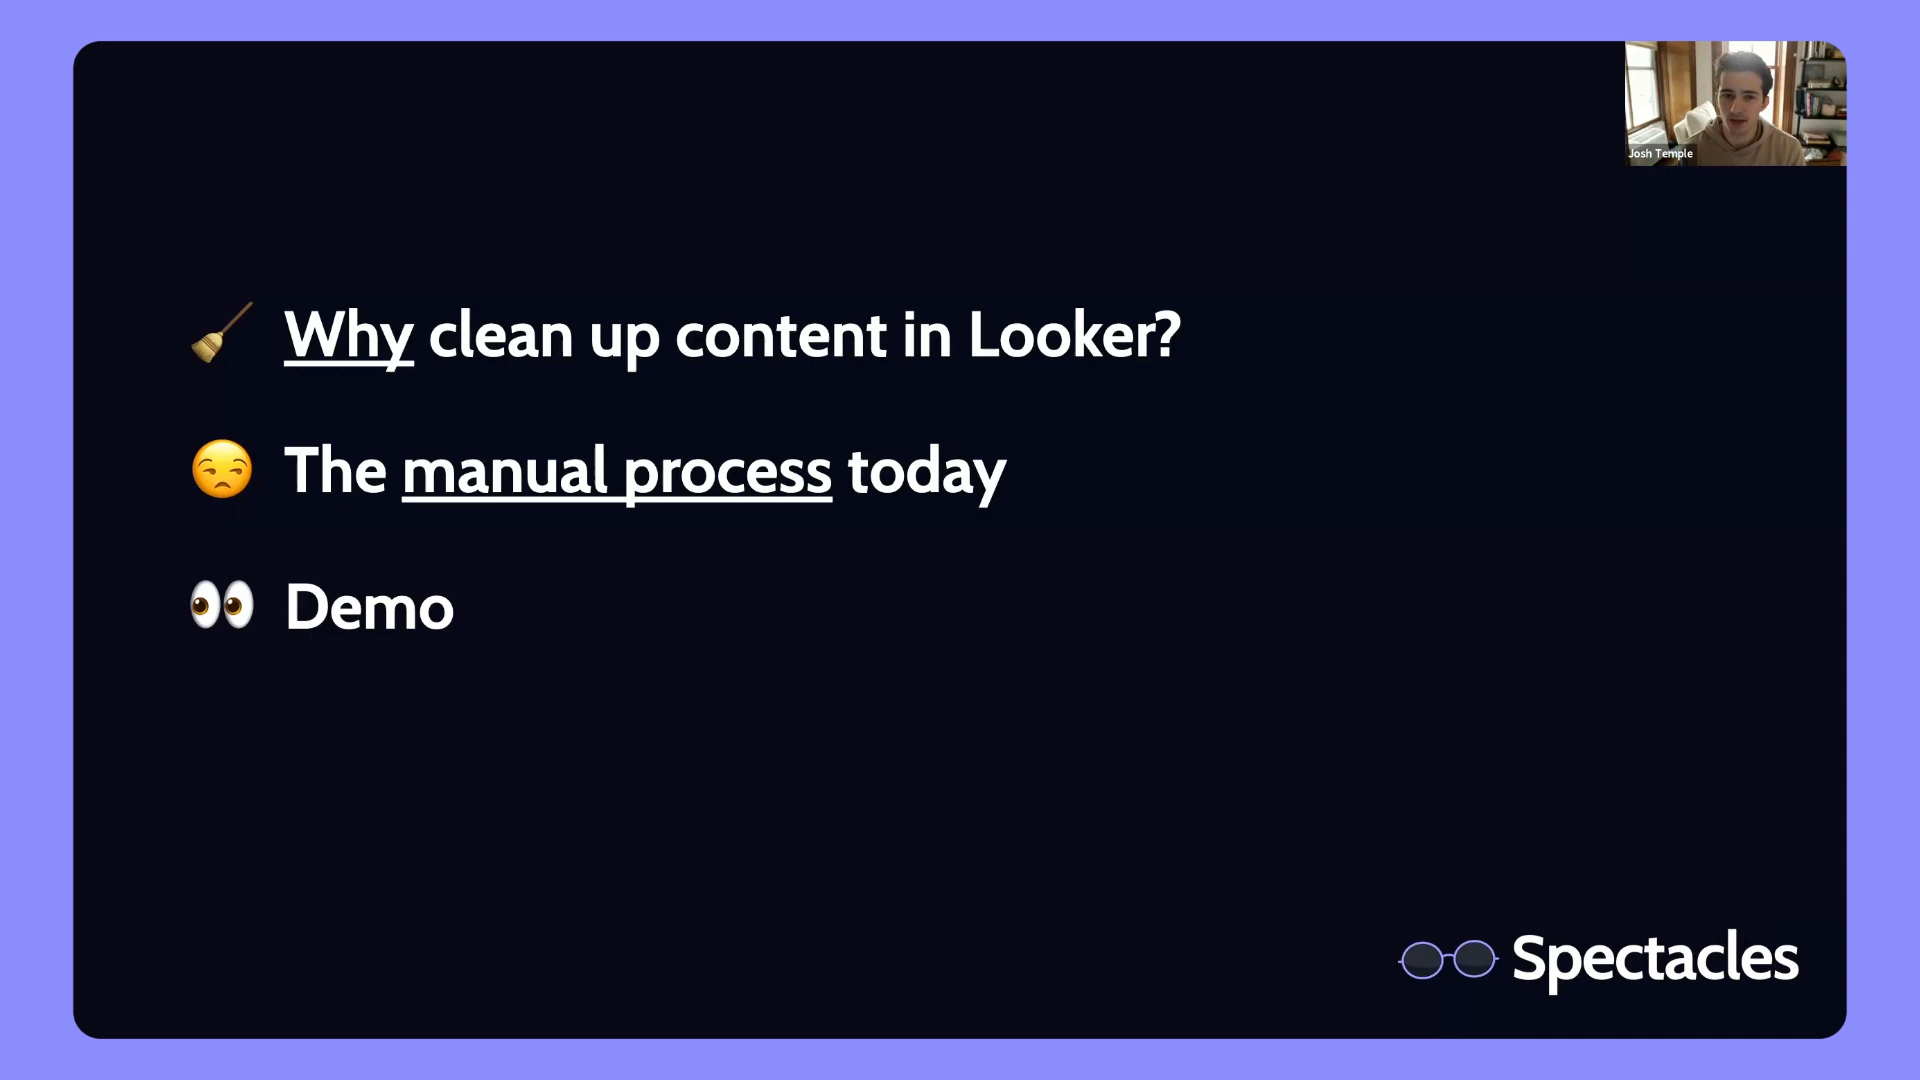 Josh Temple
Why clean up content in Looker?
The manual process today
Demo
Spectacles